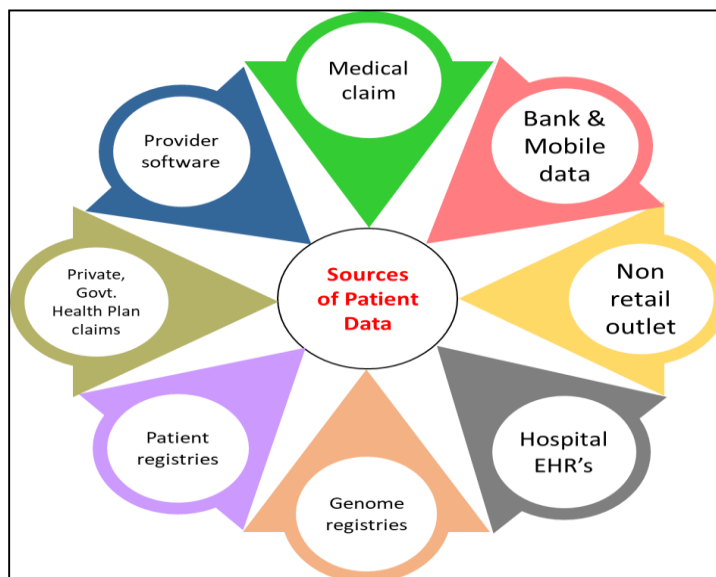 Medical
claim
Bank &
Mobile
data
Non
retail
outlet
Hospital
EHR's
Genome
registries
Patient
registries
Private,
Govt.
Health Plan
claims
Provider
software
Sources
of Patient
Data